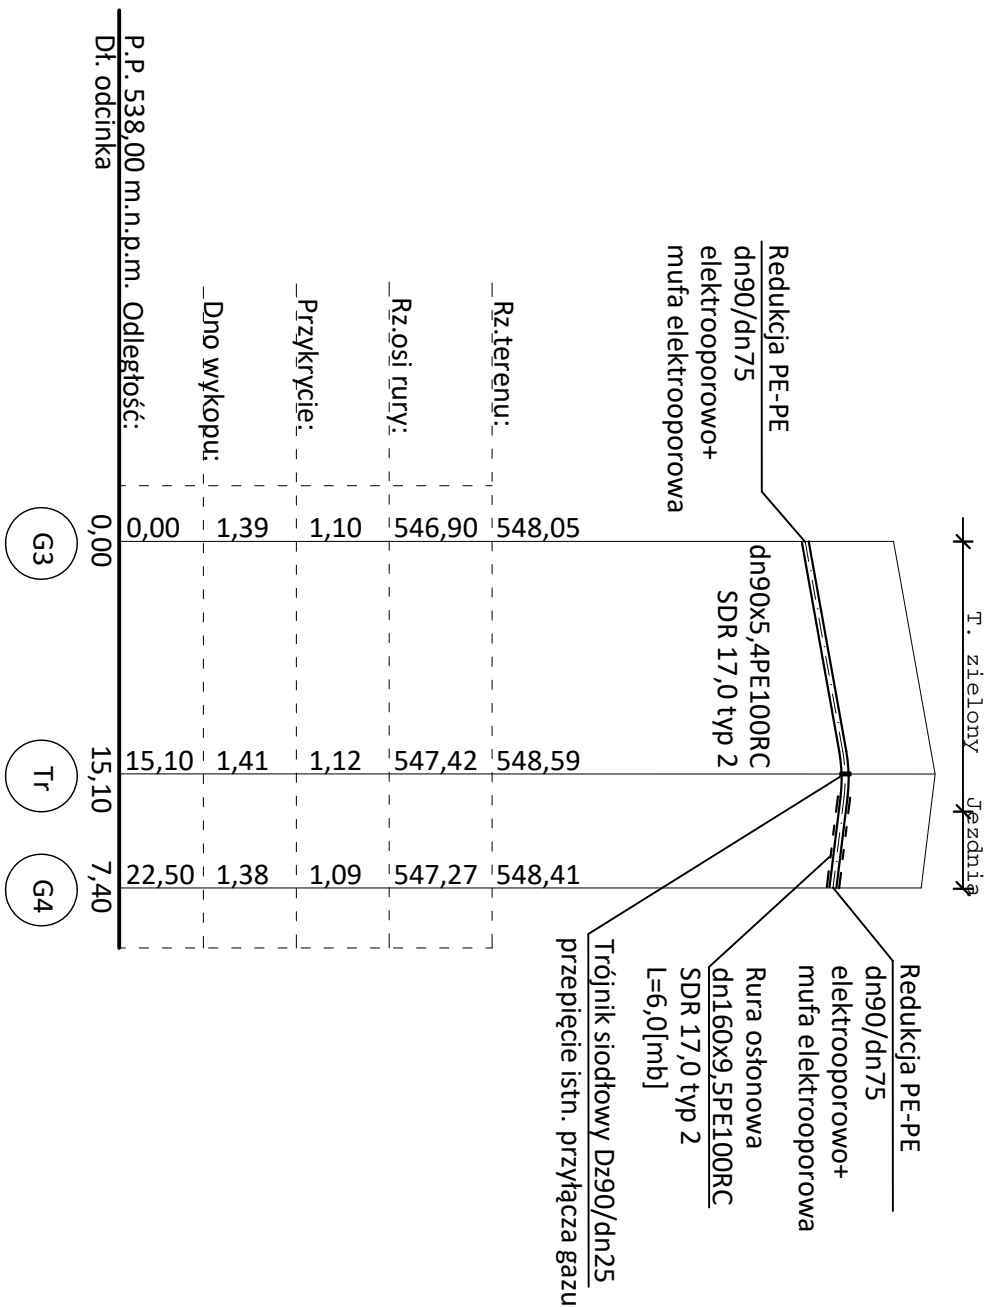 T. zielony
Jezdnia
Redukcja PE-PE
dn90/dn75
elektrooporowo+
mufa elektrooporowa
dn90x5,4PE100RC
SDR 17,0 typ 2
Redukcja PE-PE
dn90/dn75
elektrooporowo+
mufa elektrooporowa
Rura osłonowa
dn160x9,5PE100RC
SDR 17,0 typ 2
L=6,0[mb]
Trójnik siodłowy Dz90/dn25
przepięcie istn. przyłącza gazu
Rz.terenu: 548,05 548,59 548,41
Rz.osi rury: 546,90 547,42 547,27
Przykrycie: 1,10 1,12 1,09
Dno wykopu: 1,39 1,41 1,38
P.P. 538,00 m.n.p.m. Odległość: 0,00 15,10 22,50
Dł. odcinka 0,00 15,10 7,40
G3 Tr G4